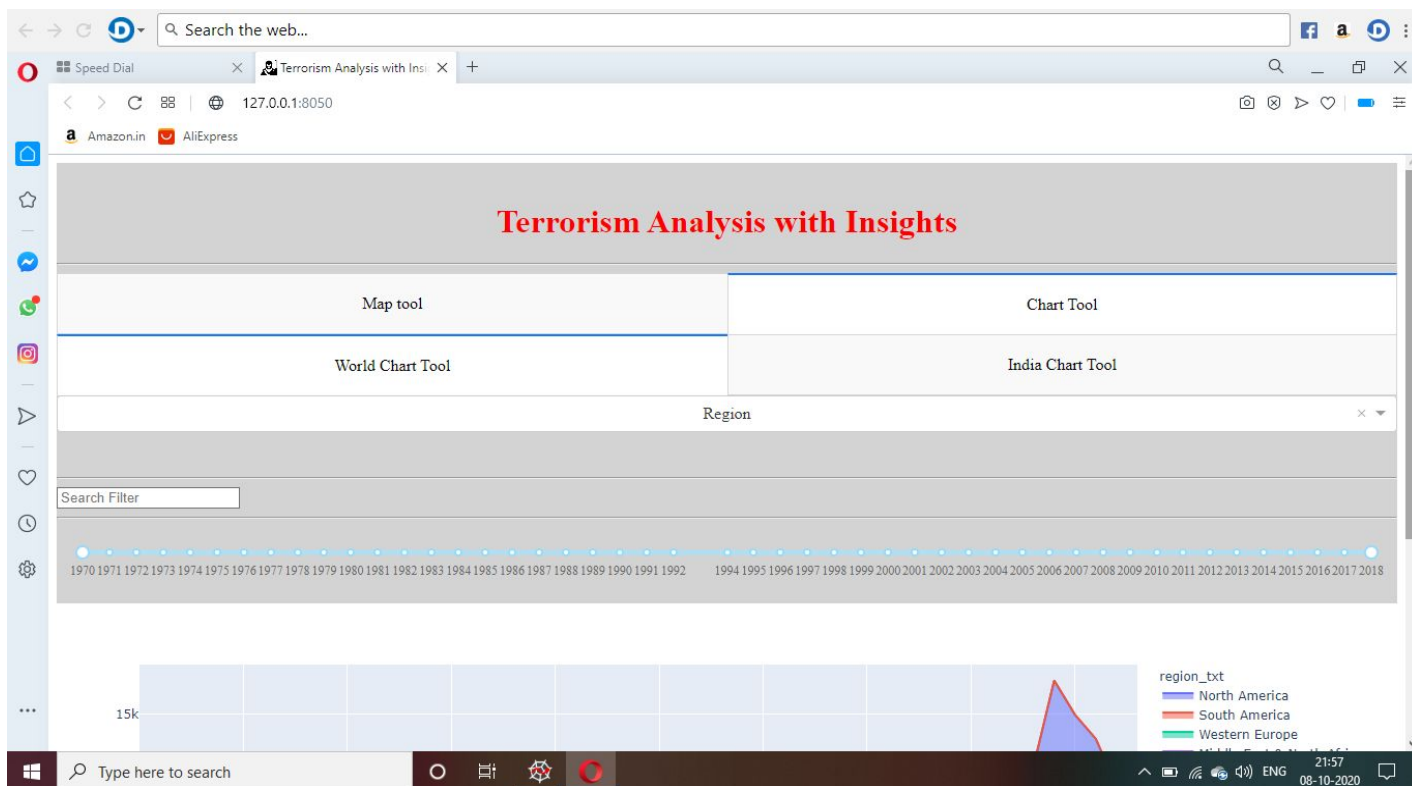 Search the web...
Speed Dial
Terrorism Analysis with Insi
127.0.0.1:8050
Amazon.in
AliExpress
Terrorism Analysis with Insights
Map tool
Chart Tool
World Chart Tool
India Chart Tool
Region
Search Filter
1970 1971 1972 1973 1974 1975 1976 1977 1978 1979 1980 1981 1982 1983 1984 1985 1986 1987 1988 1989 1990 1991 1992 1994 1995 1996 1997 1998 1999 2000 2001 2002 2003 2004 2005 2006 2007 2008 2009 2010 2011 2012 2013 2014 2015 2016 2017 2018
region_txt
North America
15k
South America
Western Europe
Type here to search
ENG
21:57
08-10-2020